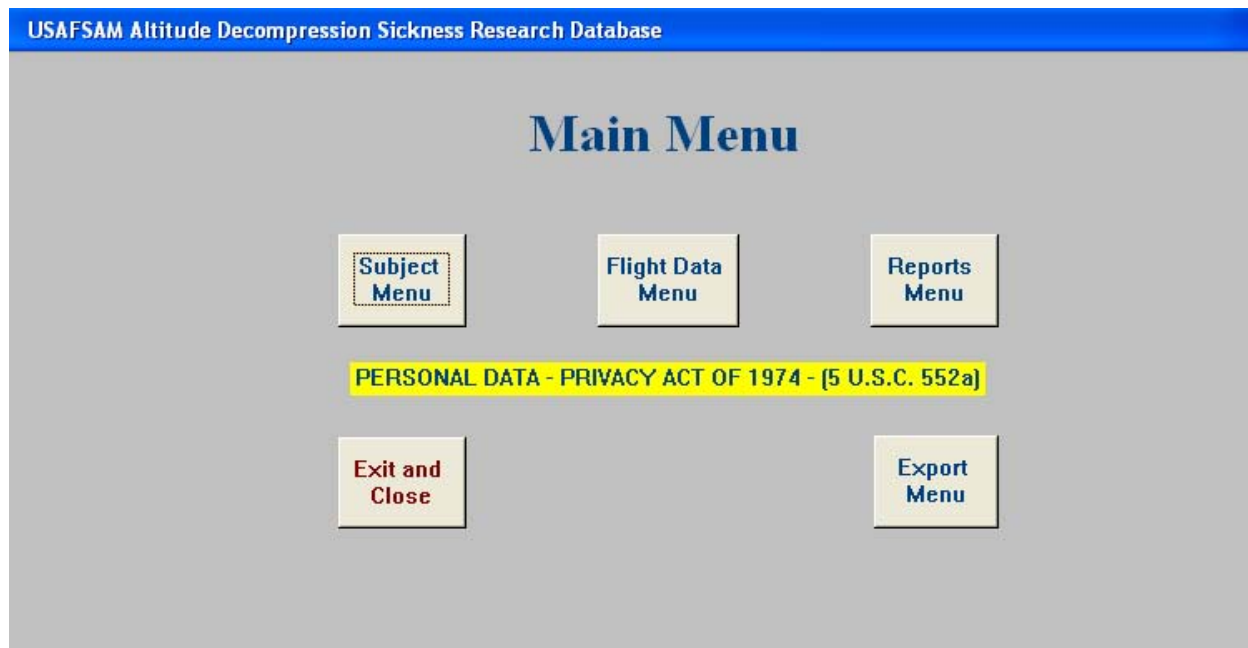 USAFSAM Altitude Decompression Sickness Research Database
Main Menu
Subject
Menu
Flight Data
Menu
Reports
Menu
PERSONAL DATA - PRIVACY ACT OF 1974 - (5 U.S.C. 552a)
Exit and
Close
Export
Menu